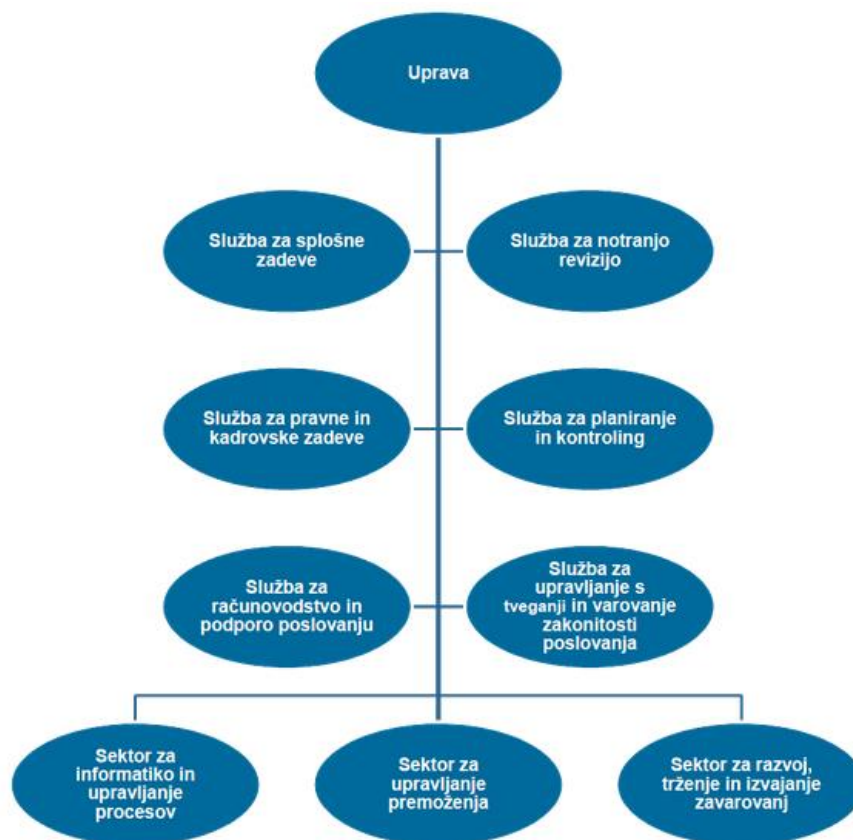 Uprava
Služba za splošne
zadeve
Služba za notranjo
revizijo
Služba za pravne in
kadrovske zadeve
Služba za planiranje
in kontroling
Služba za
računovodstvo in
podporo poslovanju
Služba za
upravljanje s
tveganji in varovanje
zakonitosti
poslovanja
Sektor za
informatiko in
upravljanje
procesov
Sektor za
upravljanje
premoženja
Sektor za razvoj,
trženje in izvajanje
zavarovanj